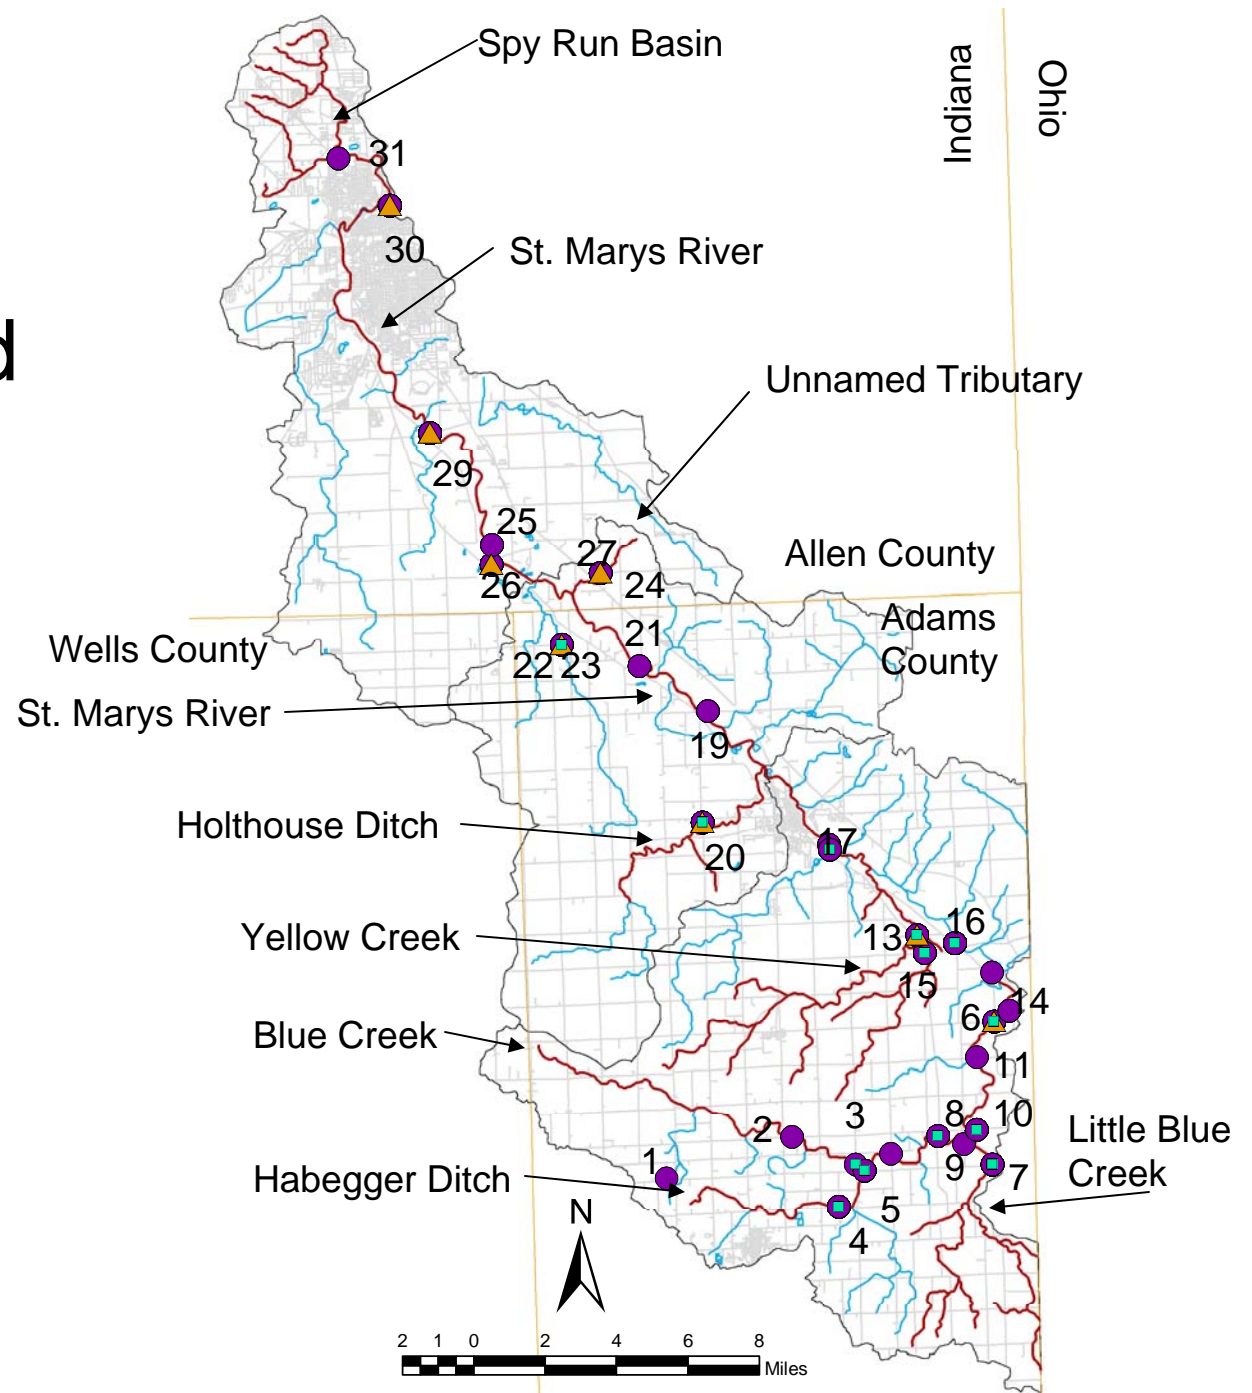 Spy Run Basin
Indiana
Ohio
31
30
St. Marys River
d
Unnamed Tributary
29
25
27
26
24
Allen County
Adams
County
21
Wells County
22 23
St. Marys River
19
Holthouse Ditch
17
20
16
13
Yellow Creek
15
14
6
Blue Creek
11
3
8
10
2
Little Blue
Creek
9
1
7
Habegger Ditch
5
N
4
2 1 0 2 4 6 8
Miles